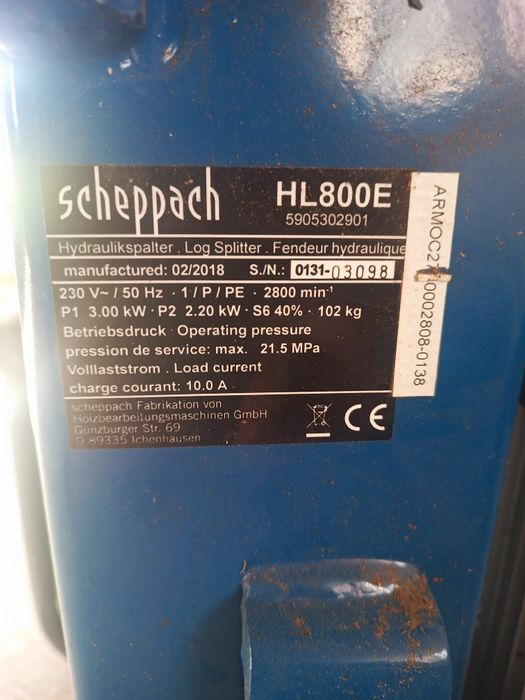 scheppach
HL800E
5905302901
Hydraulikspalter . Log Splitter . Fendeur hydraulique
manufactured: 02/2018 S./N.: 0131-03098
230 V~ / 50 Hz · 1 / P / PE · 2800 min⁻¹
P1 3.00 kW · P2 2.20 kW · S6 40% · 102 kg
Betriebsdruck · Operating pressure
pression de service: max. 21.5 MPa
Volllaststrom . Load current
charge courant: 10.0 A
scheppach Fabrikation von
Holzbearbeitungsmaschinen GmbH
Günzburger Str. 69
D 89335 Ichenhausen
CE